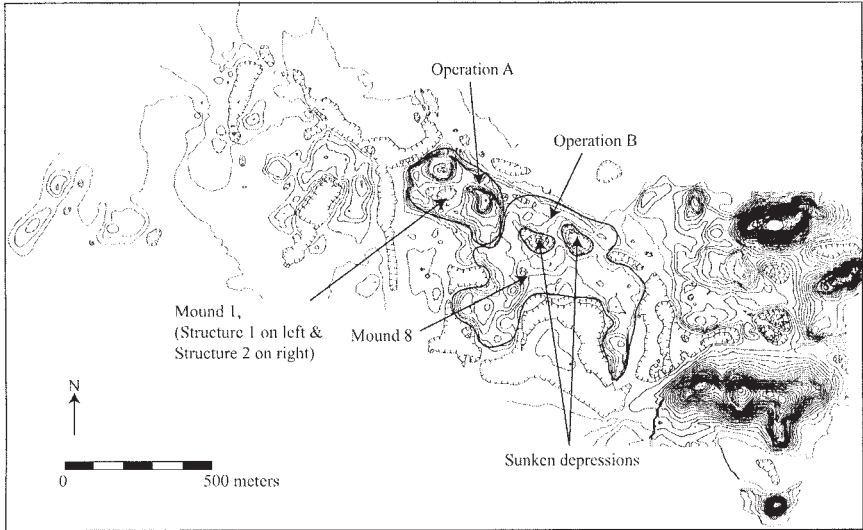 Operation A
Operation B
Mound 1,
(Structure 1 on left &
Structure 2 on right)
Mound 8
N
Sunken depressions
0 500 meters